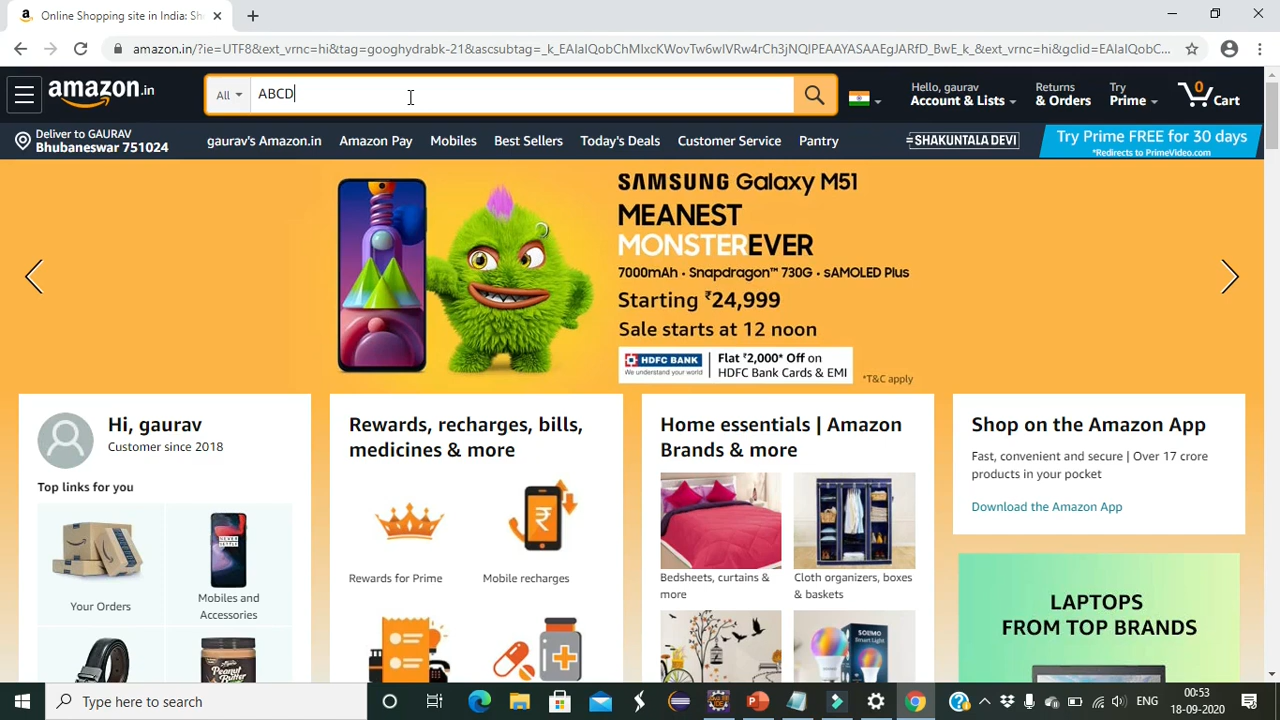 Online Shopping site in India: Sh
amazon.in/?ie=UTF8&ext_vrnc=hi&tag=googhydrabk-21&ascsubtag=_k_EAIaIQobChMIxcKWovTw6wIVRw4rCh3jNQIPEAAYASAAEgJARfD_BwE_k_&ext_vrnc=hi&gclid=EAIaIQobC...
amazon.in
All
ABCD
Hello, gaurav
Account & Lists
Returns
& Orders
Try
Prime
0
Cart
Deliver to GAURAV
Bhubaneswar 751024
gaurav's Amazon.in
Amazon Pay
Mobiles
Best Sellers
Today's Deals
Customer Service
Pantry
SHAKUNTALA DEVI
Try Prime FREE for 30 days
*Redirects to PrimeVideo.com
SAMSUNG Galaxy M51
MEANEST
MONSTEREVER
7000mAh • Snapdragon™ 730G • sAMOLED Plus
Starting ₹24,999
Sale starts at 12 noon
HDFC BANK
We understand your world
Flat ₹2,000* Off on
HDFC Bank Cards & EMI
*T&C apply
Hi, gaurav
Customer since 2018
Top links for you
Your Orders
Mobiles and
Accessories
Rewards, recharges, bills,
medicines & more
Rewards for Prime
Mobile recharges
Home essentials | Amazon
Brands & more
Bedsheets, curtains &
more
Cloth organizers, boxes
& baskets
Shop on the Amazon App
Fast, convenient and secure | Over 17 crore
products in your pocket
Download the Amazon App
LAPTOPS
FROM TOP BRANDS
Type here to search
ENG
00:53
18-09-2020